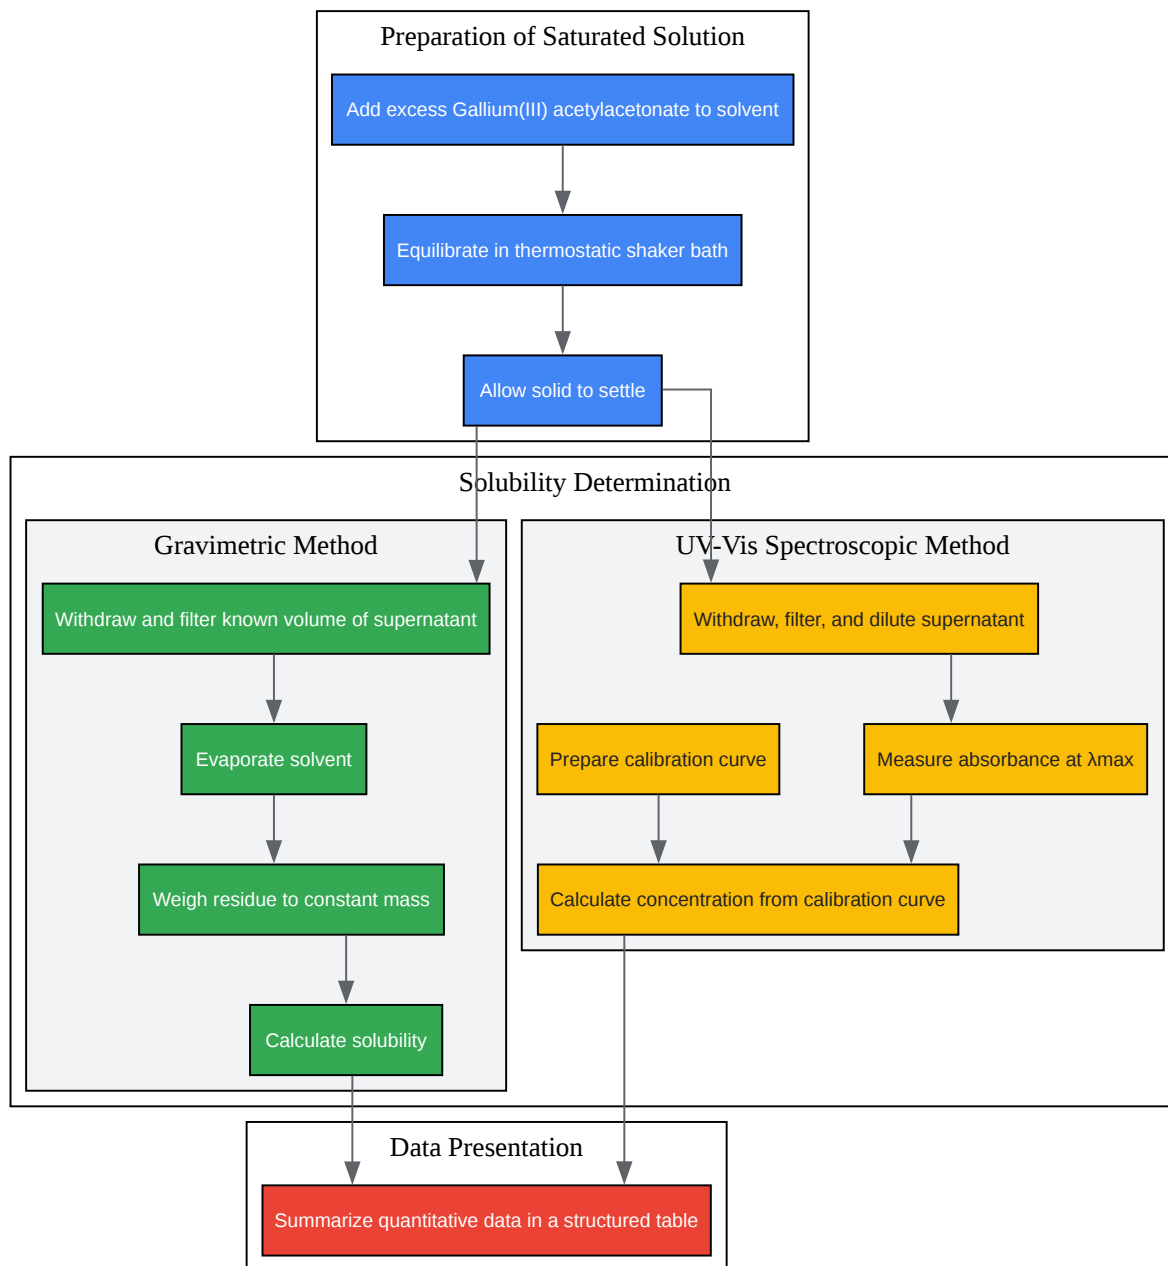 Preparation of Saturated Solution
Add excess Gallium(III) acetylacetonate to solvent
Equilibrate in thermostatic shaker bath
Allow solid to settle
Solubility Determination
Gravimetric Method
Withdraw and filter known volume of supernatant
Evaporate solvent
Weigh residue to constant mass
Calculate solubility
UV-Vis Spectroscopic Method
Withdraw, filter, and dilute supernatant
Prepare calibration curve
Measure absorbance at λmax
Calculate concentration from calibration curve
Data Presentation
Summarize quantitative data in a structured table